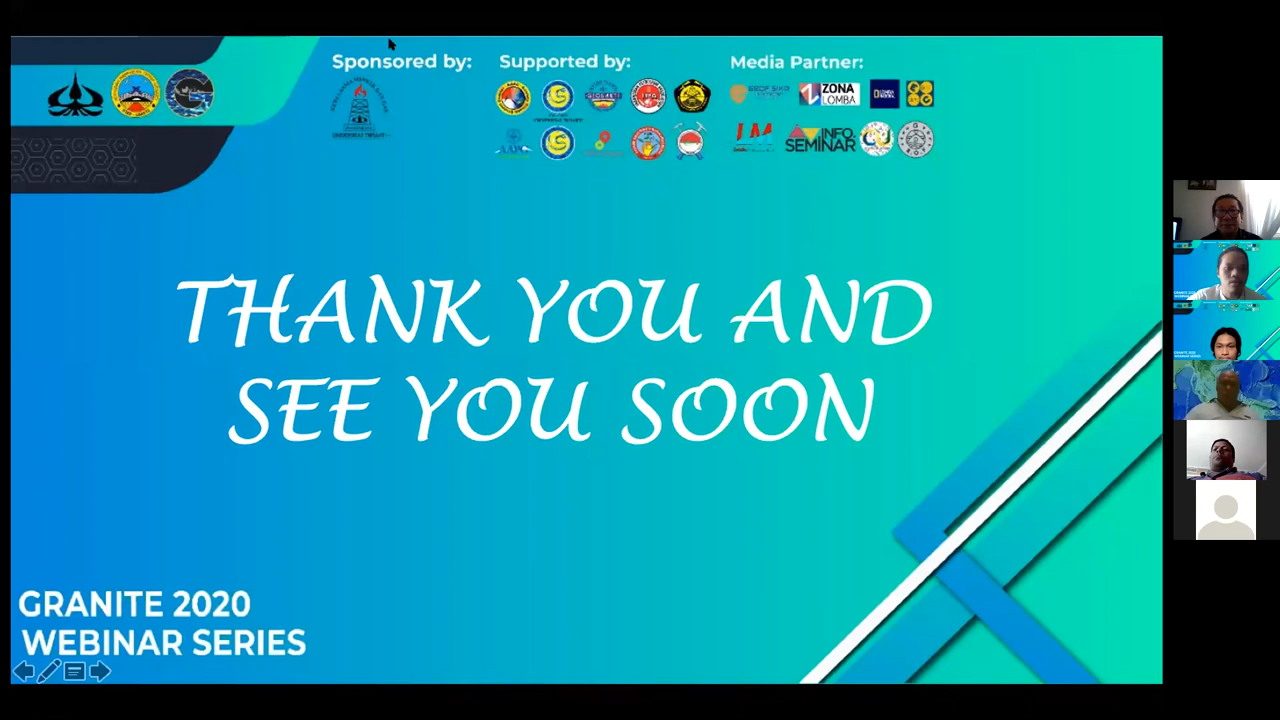 Sponsored by:
Supported by:
Media Partner:
ZONA
LOMBA
INFO
SEMINAR
THANK YOU AND
SEE YOU SOON
GRANITE 2020
WEBINAR SERIES